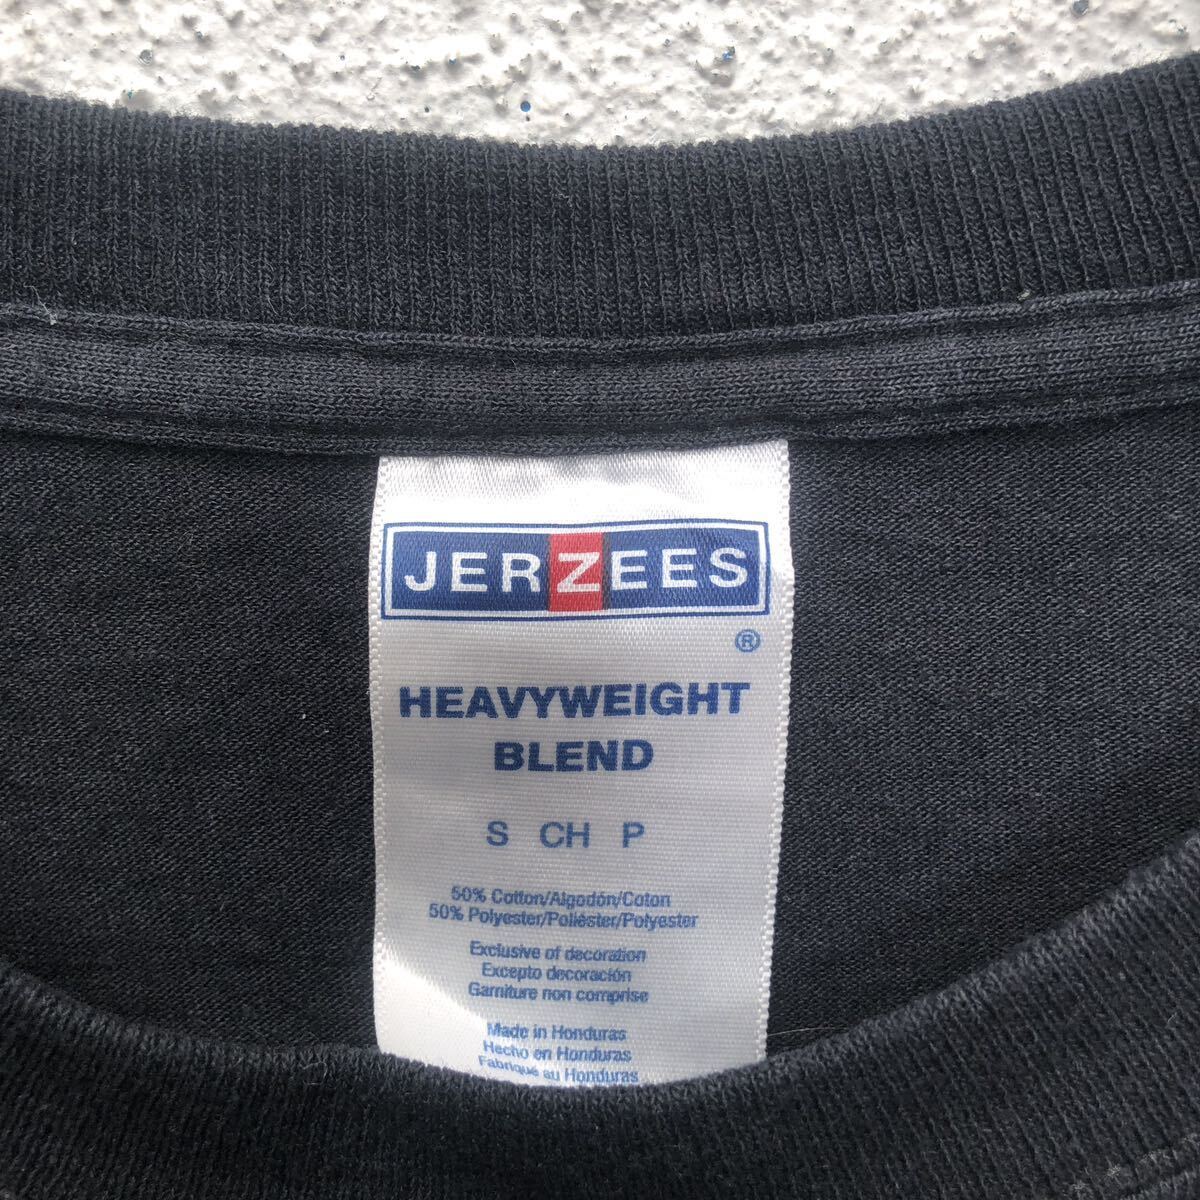 JERZEES
®
HEAVYWEIGHT
BLEND
S CH P
50% Cotton/Algodón/Coton
50% Polyester/Poliéster/Polyester
Exclusive of decoration
Excepto decoración
Garniture non comprise
Made in Honduras
Hecho en Honduras
Fabriqué au Honduras